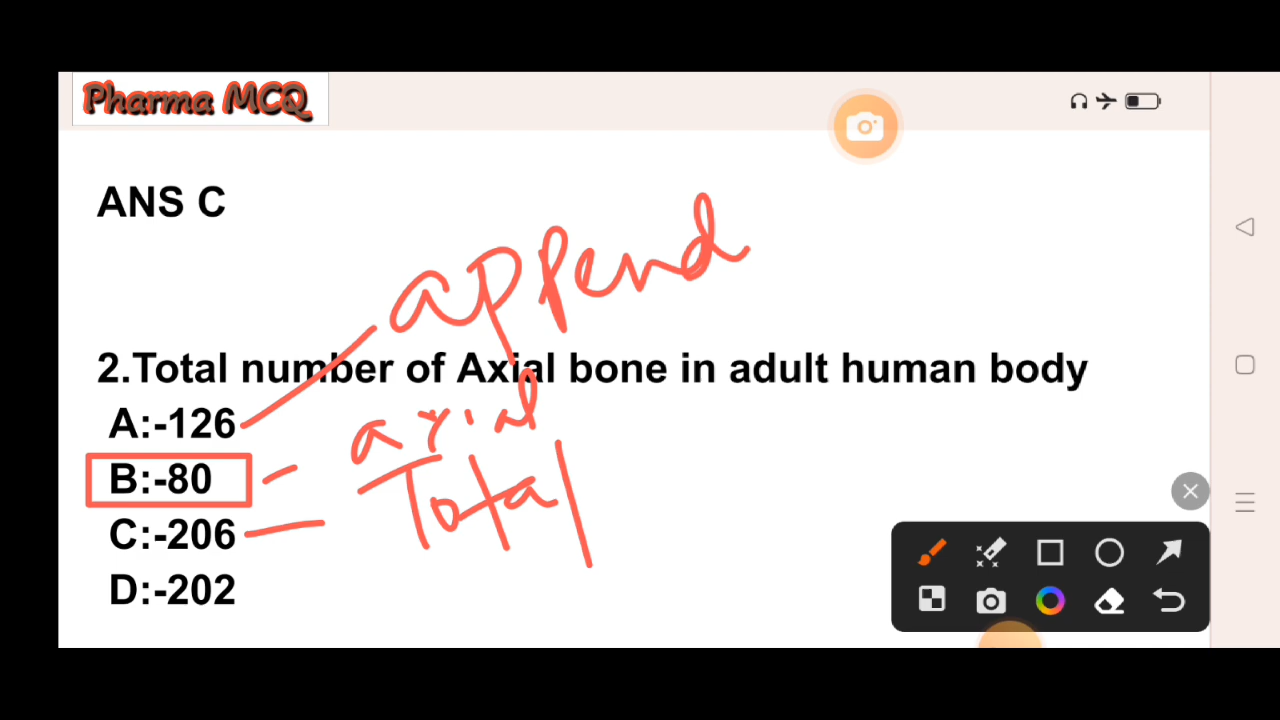 Pharma MCQ
ANS C
append
2.Total number of Axial bone in adult human body
A:-126
axial
B:-80
Total
C:-206
D:-202